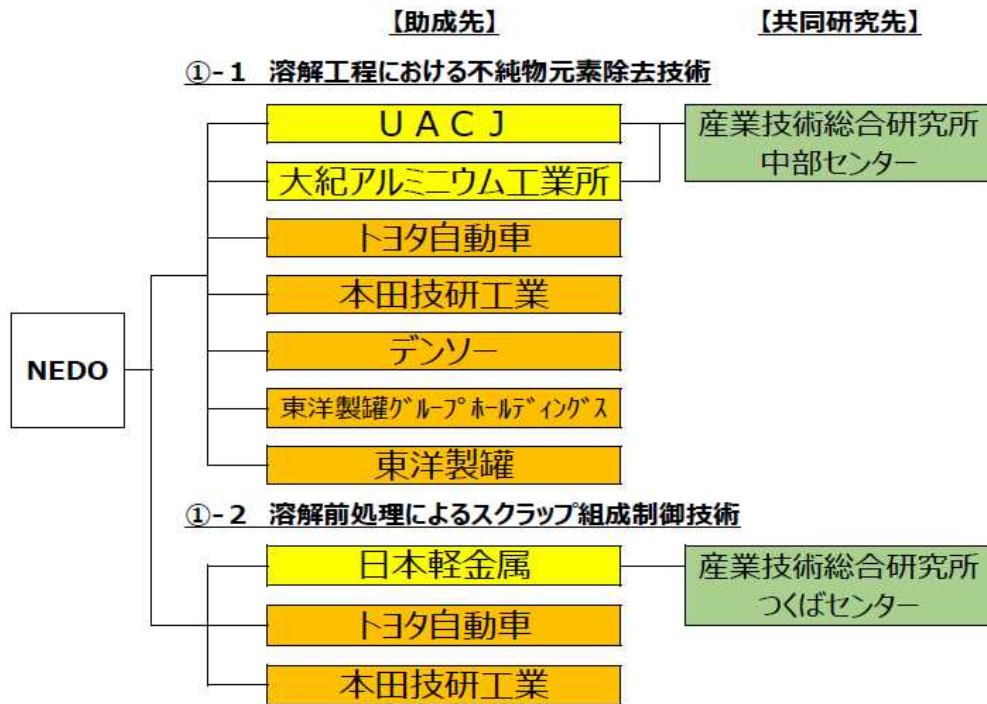 【助成先】
【共同研究先】
①-1 溶解工程における不純物元素除去技術
UACJ
大紀アルミニウム工業所
トヨタ自動車
本田技研工業
デンソー
東洋製罐グループホールディングス
東洋製罐
産業技術総合研究所
中部センター
NEDO
①-2 溶解前処理によるスクラップ組成制御技術
日本軽金属
トヨタ自動車
本田技研工業
産業技術総合研究所
つくばセンター